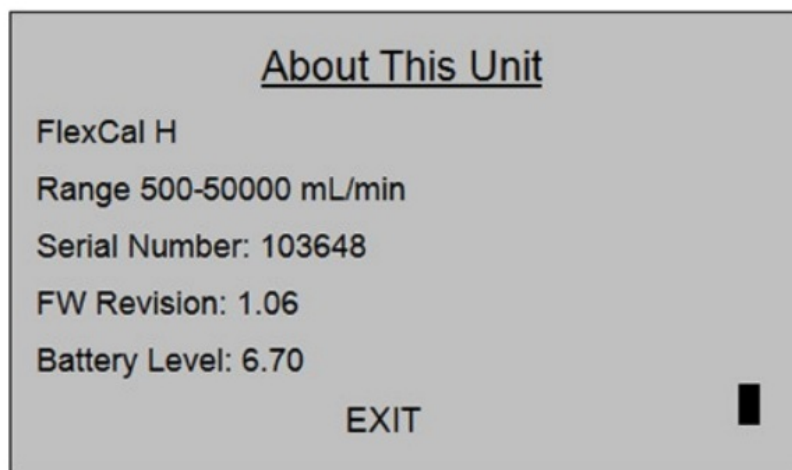 About This Unit
FlexCal H
Range 500-50000 mL/min
Serial Number: 103648
FW Revision: 1.06
Battery Level: 6.70
EXIT